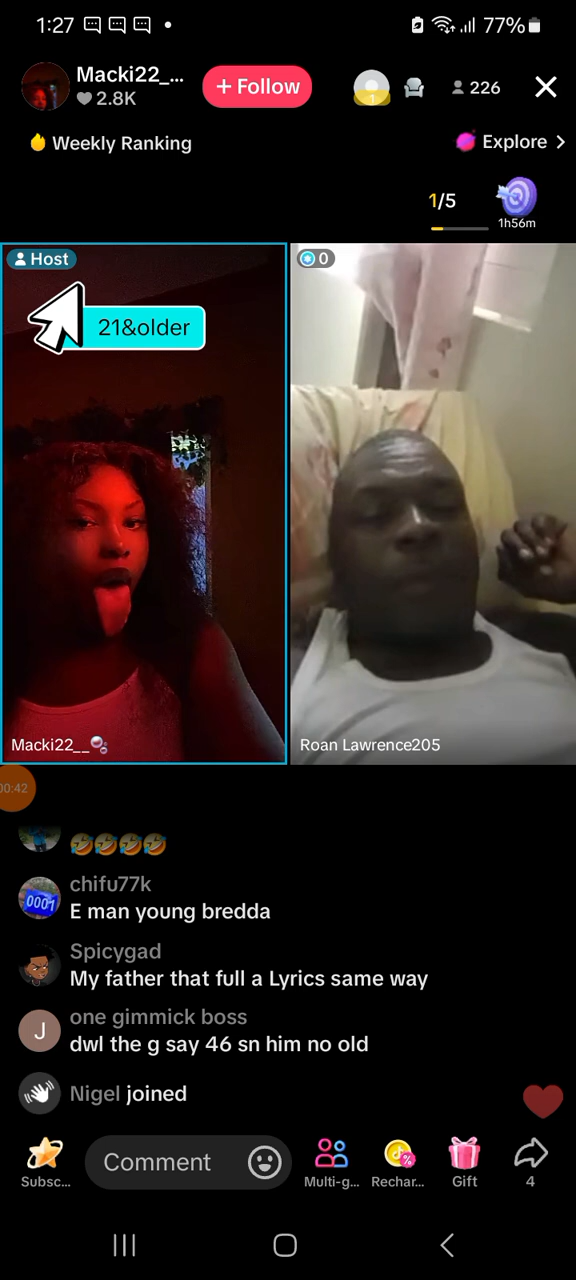 1:27
77%
Macki22_...
2.8K
+ Follow
1
226
Weekly Ranking
Explore >
1/5
1h56m
Host
0
21&older
Macki22__
Roan Lawrence205
00:42
chifu77k
0001
E man young bredda
Spicygad
My father that full a Lyrics same way
J
one gimmick boss
dwl the g say 46 sn him no old
Nigel joined
Comment
Subsc...
Multi-g...
Rechar...
Gift
4